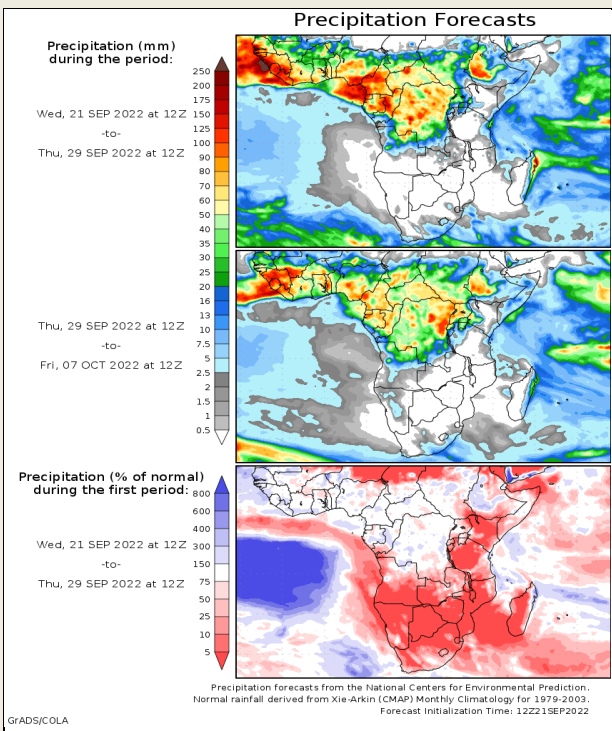 Precipitation Forecasts
Precipitation (mm)
during the period:
Wed, 21 SEP 2022 at 12Z
-to-
Thu, 29 SEP 2022 at 12Z
250
200
175
150
125
100
90
80
70
60
50
40
35
30
25
20
16
13
10
7.5
5
2.5
2
1.5
1
0.5
Thu, 29 SEP 2022 at 12Z
-to-
Fri, 07 OCT 2022 at 12Z
Precipitation (% of normal)
during the first period:
Wed, 21 SEP 2022 at 12Z
-to-
Thu, 29 SEP 2022 at 12Z
800
600
400
300
150
75
50
25
10
5
Precipitation forecasts from the National Centers for Environmental Prediction.
Normal rainfall derived from Xie-Arkin (CMAP) Monthly Climatology for 1979-2003.
Forecast Initialization Time: 12Z21SEP2022
GrADS/COLA